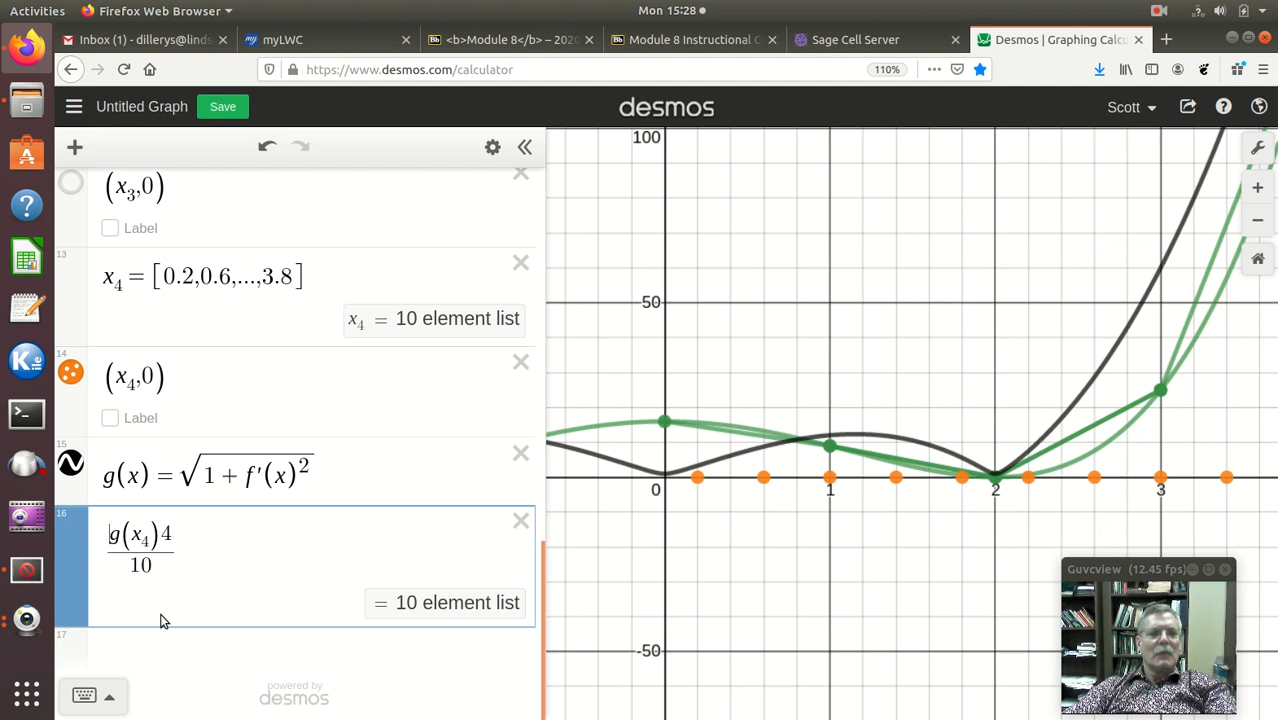 Activities Firefox Web Browser Mon 15:28
Inbox (1) - dillerys@linds
myLWC
<b>Module 8</b> – 202
Module 8 Instructional C
Sage Cell Server
Desmos | Graphing Calcu
https://www.desmos.com/calculator 110%
Untitled Graph Save desmos Scott
(x₃,0)
Label
13
x₄ = [0.2,0.6,...,3.8]
x₄ = 10 element list
14
(x₄,0)
Label
15
g(x) = √1 + f′(x)²
16
g(x₄)4
10
= 10 element list
17
powered by
desmos
100
50
0 1 2 3
-50
Guvcview (12.45 fps)